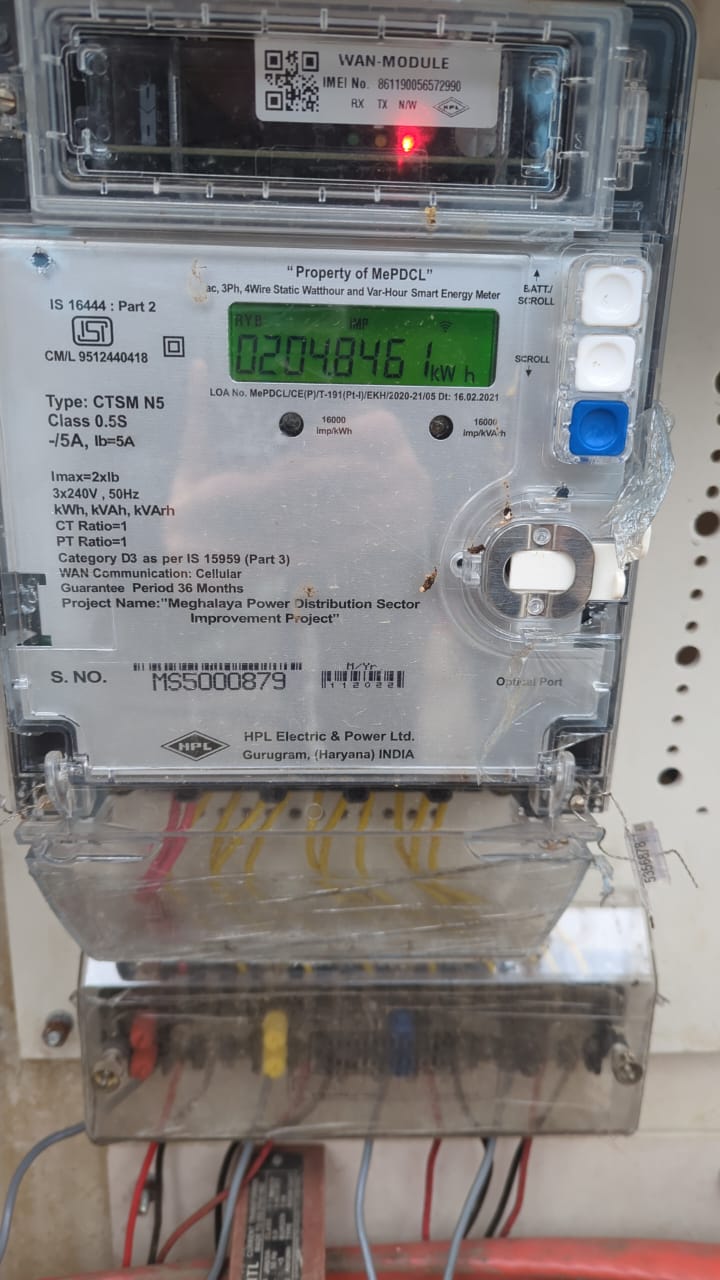 WAN-MODULE
IMEI No. 861190056572990
RX TX N/W
HPL
"Property of MePDCL"
ac, 3Ph, 4Wire Static Watthour and Var-Hour Smart Energy Meter
BATT./
SCROLL
IS 16444 : Part 2
ISI
CM/L 9512440418
RYB IMP
0204.8461 kWh
SCROLL
LOA No. MePDCL/CE(P)/T-191(Pt-I)/EKH/2020-21/05 Dt: 16.02.2021
16000
imp/kWh
16000
imp/kVArh
Type: CTSM N5
Class 0.5S
-/5A, Ib=5A
Imax=2xIb
3x240V , 50Hz
kWh, kVAh, kVArh
CT Ratio=1
PT Ratio=1
Category D3 as per IS 15959 (Part 3)
WAN Communication: Cellular
Guarantee Period 36 Months
Project Name:"Meghalaya Power Distribution Sector
Improvement Project"
S. NO.
MS5000879
M/Yr.
112022
Optical Port
HPL
HPL Electric & Power Ltd.
Gurugram, (Haryana) INDIA